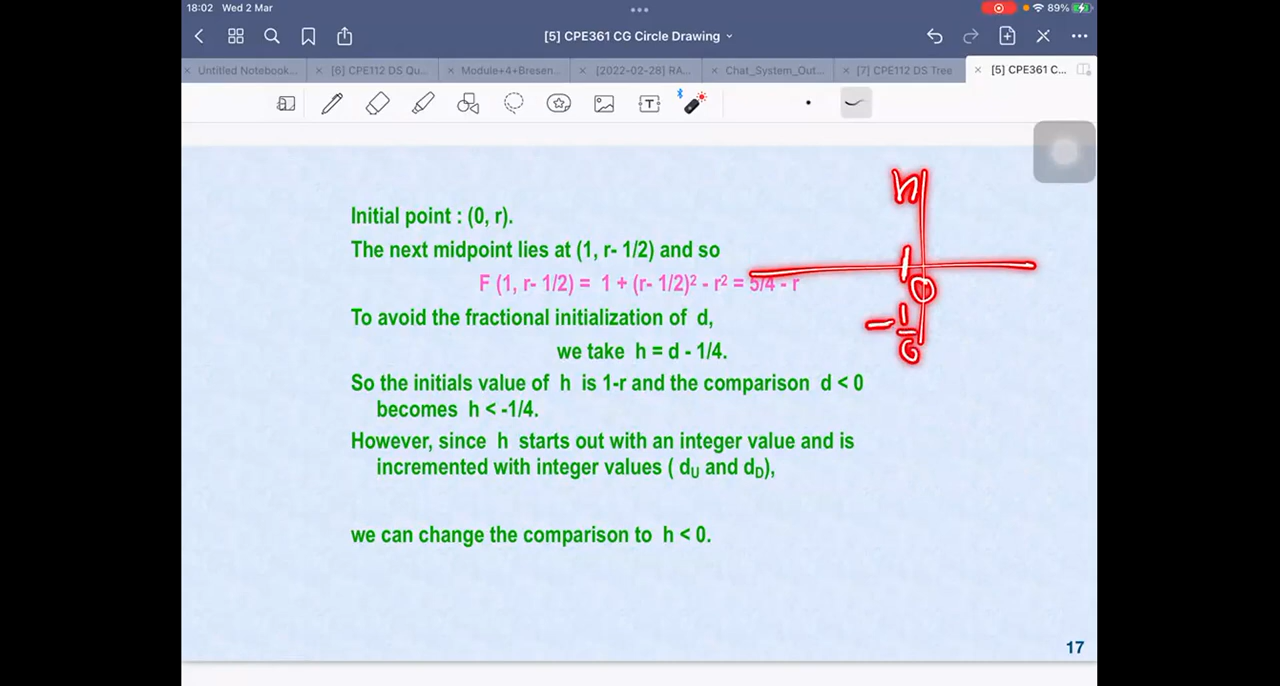 18:02 Wed 2 Mar
89%
[5] CPE361 CG Circle Drawing
Untitled Notebook...
[6] CPE112 DS Qu...
Module+4+Bresen...
[2022-02-28] RA...
Chat_System_Out...
[7] CPE112 DS Tree
[5] CPE361 C...
Initial point : (0, r).
The next midpoint lies at (1, r- 1/2) and so
F (1, r- 1/2) = 1 + (r- 1/2)² - r² = 5/4 - r
To avoid the fractional initialization of d,
we take h = d - 1/4.
So the initials value of h is 1-r and the comparison d < 0
becomes h < -1/4.
However, since h starts out with an integer value and is
incremented with integer values ( dU and dD),
we can change the comparison to h < 0.
h
1
0
17